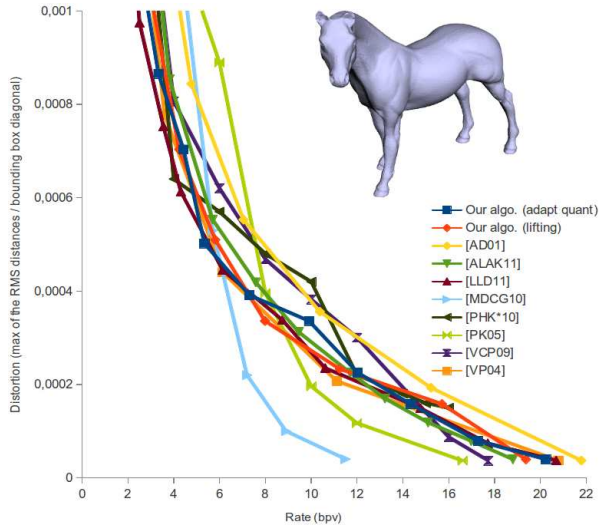 0,001
0,0008
0,0006
0,0004
0,0002
0
Distortion (max of the RMS distances / bounding box diagonal)
Our algo. (adapt quant)
Our algo. (lifting)
[AD01]
[ALAK11]
[LLD11]
[MDCG10]
[PHK*10]
[PK05]
[VCP09]
[VP04]
0 2 4 6 8 10 12 14 16 18 20 22
Rate (bpv)